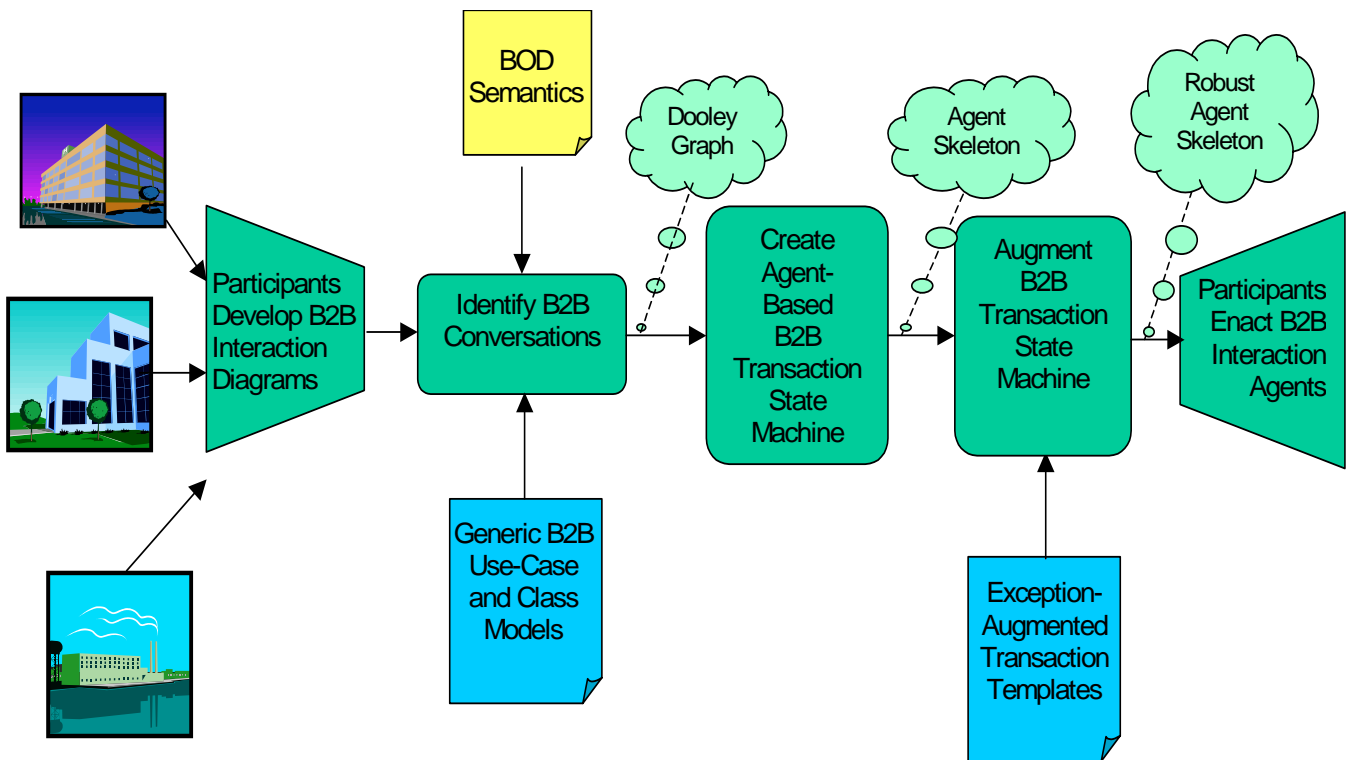 BOD
Semantics
Dooley
Graph
Agent
Skeleton
Robust
Agent
Skeleton
Participants
Develop B2B
Interaction
Diagrams
Identify B2B
Conversations
Create
Agent-
Based
B2B
Transaction
State
Machine
Augment
B2B
Transaction
State
Machine
Participants
Enact B2B
Interaction
Agents
Generic B2B
Use-Case
and Class
Models
Exception-
Augmented
Transaction
Templates